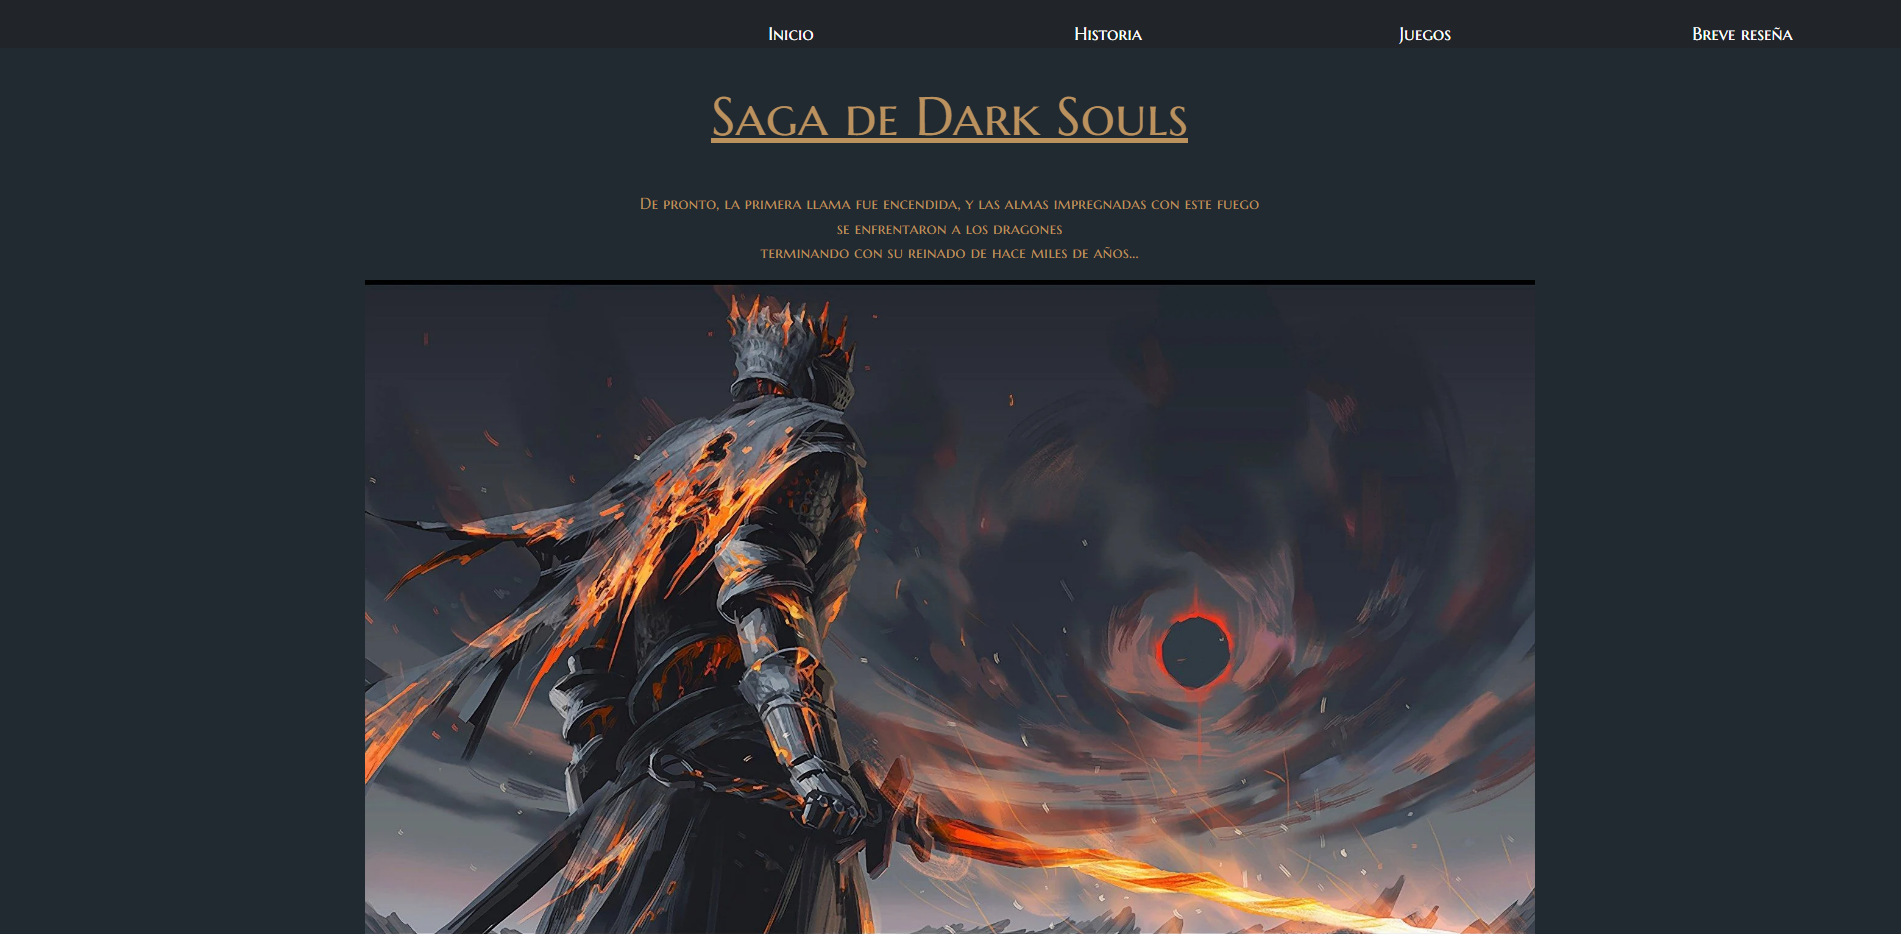 Inicio
Historia
Juegos
Breve reseña
Saga de Dark Souls
De pronto, la primera llama fue encendida, y las almas impregnadas con este fuego
se enfrentaron a los dragones
terminando con su reinado de hace miles de años...